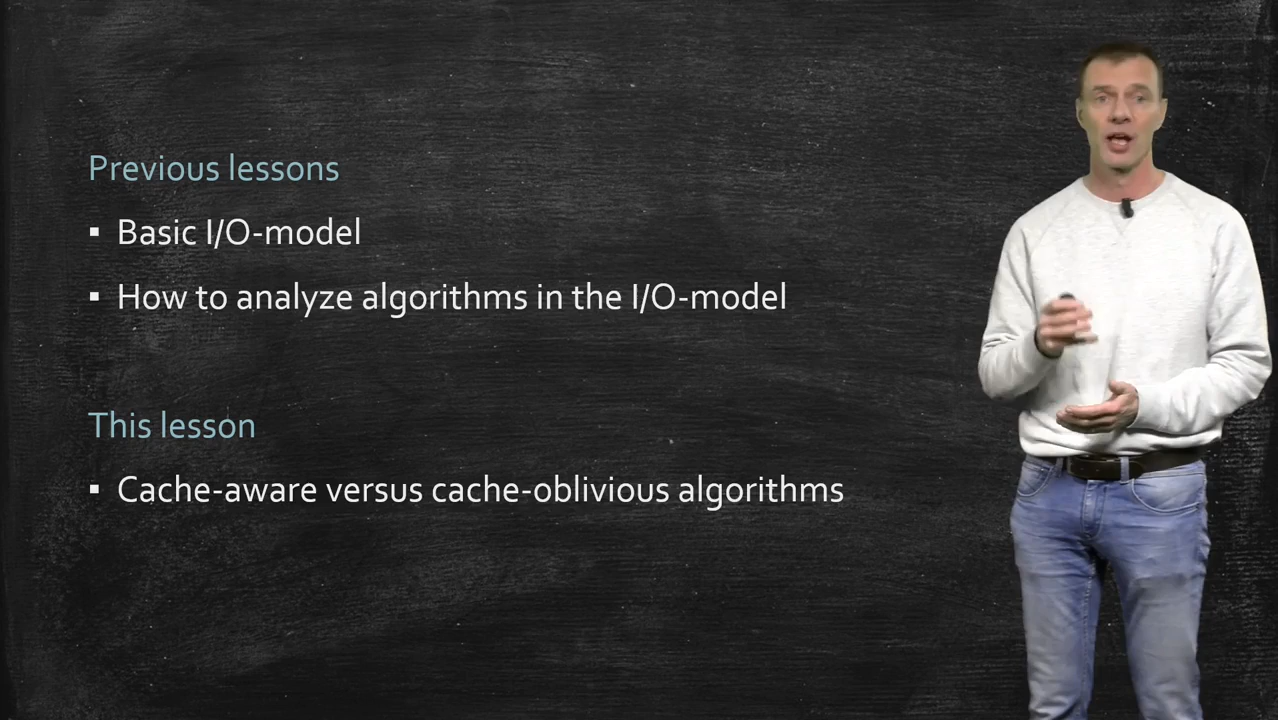 Previous lessons
▪ Basic I/O-model
▪ How to analyze algorithms in the I/O-model
This lesson
▪ Cache-aware versus cache-oblivious algorithms